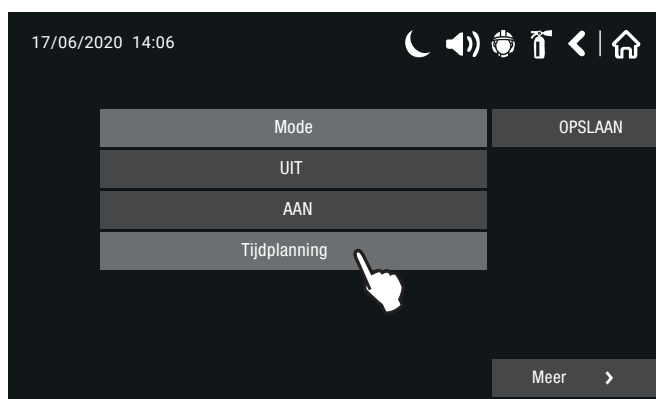 17/06/2020 14:06
Mode
OPSLAAN
UIT
AAN
Tijdplanning
Meer